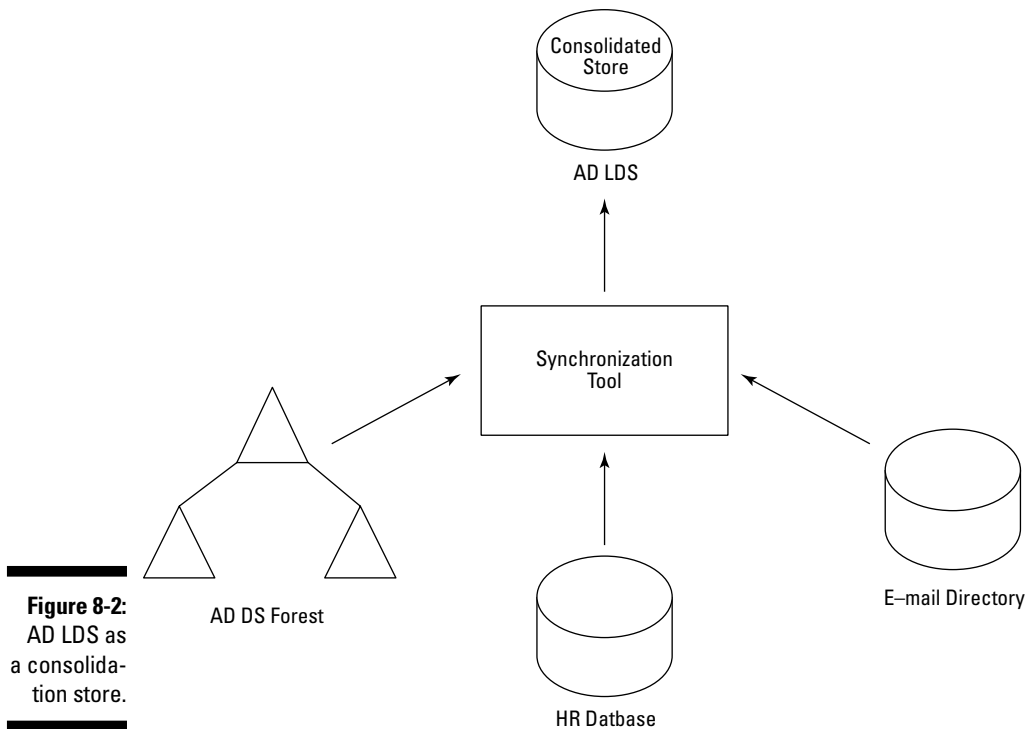 Consolidated
Store
AD LDS
Synchronization
Tool
AD DS Forest
HR Datbase
E–mail Directory
Figure 8-2:
AD LDS as
a consolida-
tion store.